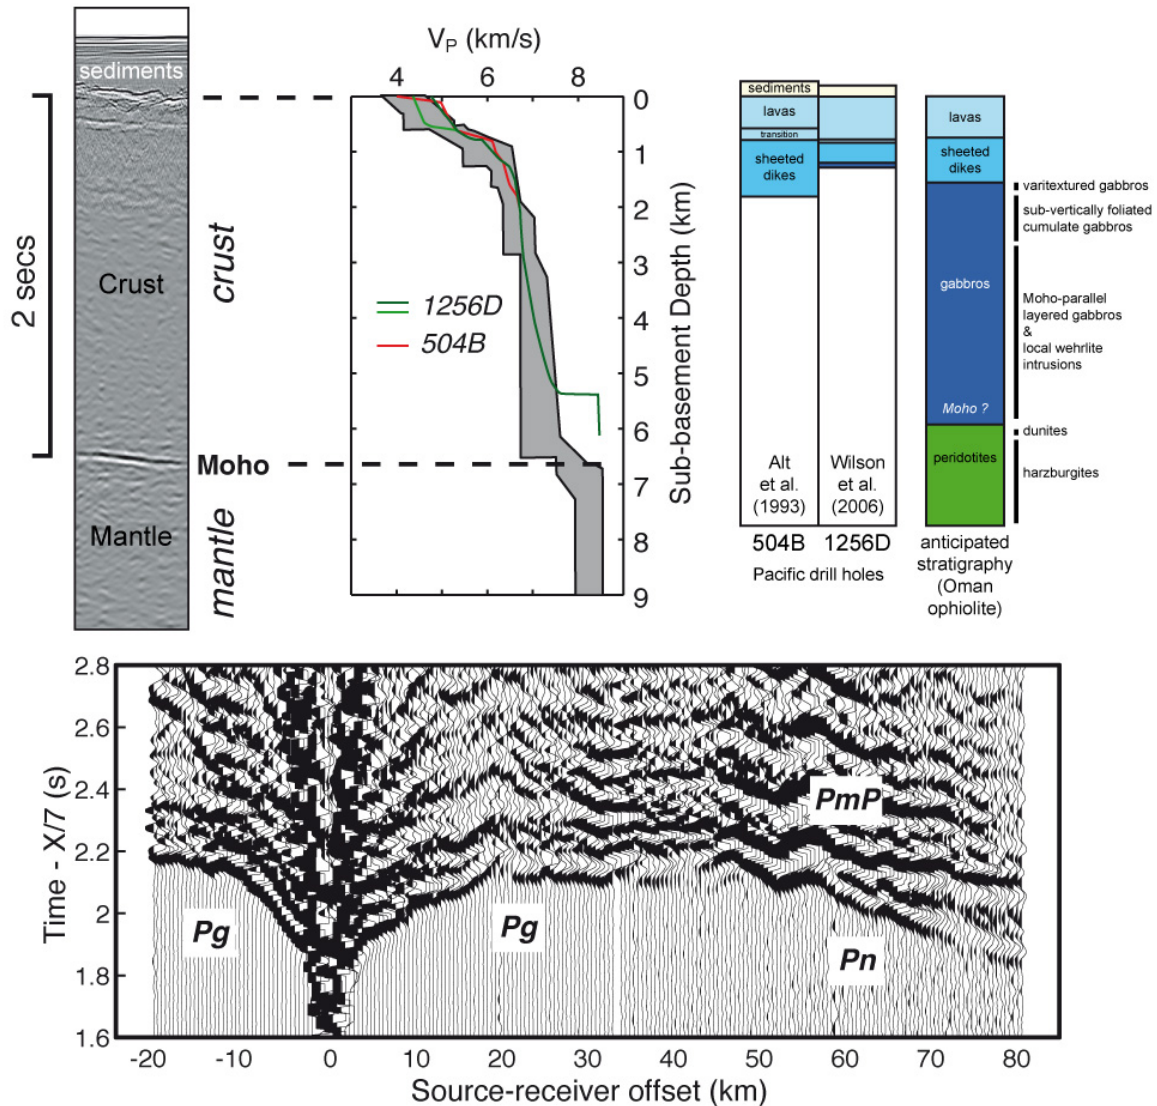 sediments
2 secs
Crust
Mantle
crust
Moho
mantle
V_P (km/s)
4 6 8
1256D
504B
0
1
2
3
4
5
6
7
8
9
Sub-basement Depth (km)
sediments
lavas
transition
sheeted
dikes
Alt
et al.
(1993)
Wilson
et al.
(2006)
504B 1256D
Pacific drill holes
lavas
sheeted
dikes
gabbros
Moho ?
peridotites
anticipated
stratigraphy
(Oman
ophiolite)
varitextured gabbros
sub-vertically foliated
cumulate gabbros
Moho-parallel
layered gabbros
&
local wehrlite
intrusions
dunites
harzburgites
Time - X/7 (s)
2.8
2.6
2.4
2.2
2
1.8
1.6
PmP
Pg
Pg
Pn
-20 -10 0 10 20 30 40 50 60 70 80
Source-receiver offset (km)